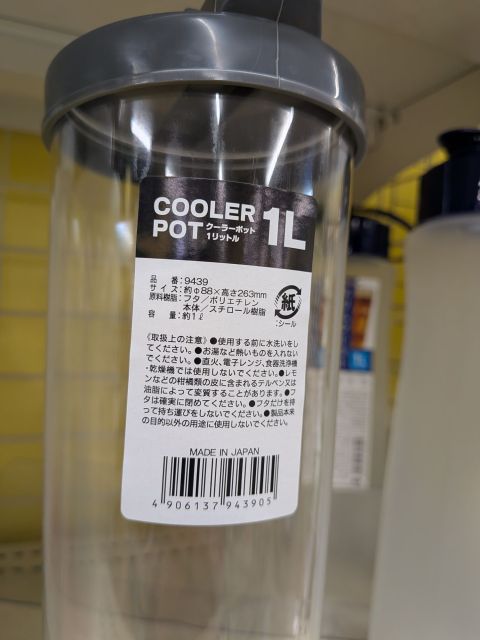 COOLER
POT
クーラーポット
1リットル
1L
品　番：9439
サイズ：約φ88×高さ263mm
原料樹脂：フタ／ポリエチレン
本体／スチロール樹脂
容　量：約1ℓ
紙
:シール
《取扱上の注意》●使用する前に水洗いをし
てください。●お湯など熱いものを入れない
でください。●直火、電子レンジ、食器洗浄機
・乾燥機では使用しないでください。●レモ
ンなどの柑橘類の皮に含まれるテルペン又は
油脂によって変質することがあります。●フ
タは確実に閉めてください。●フタだけを持
って持ち運びをしないでください。●製品本来
の目的以外の用途に使用しないでください。
MADE IN JAPAN
4 906137 943905